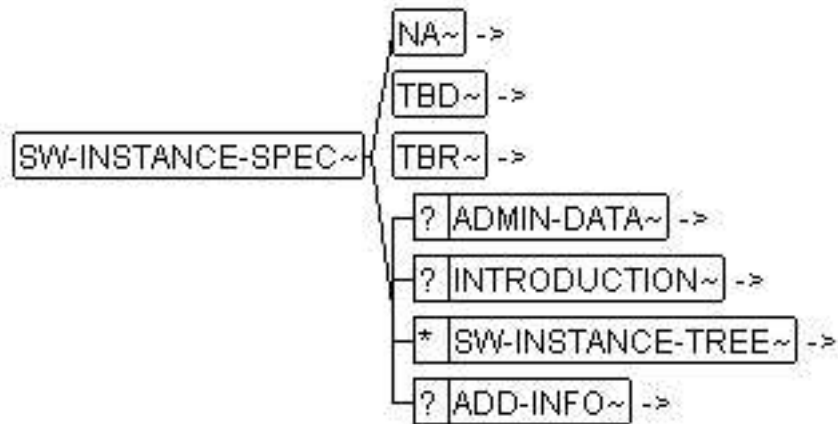 NA~ ->
TBD~ ->
SW-INSTANCE-SPEC~ TBR~ ->
? ADMIN-DATA~ ->
? INTRODUCTION~ ->
* SW-INSTANCE-TREE~ ->
? ADD-INFO~ ->